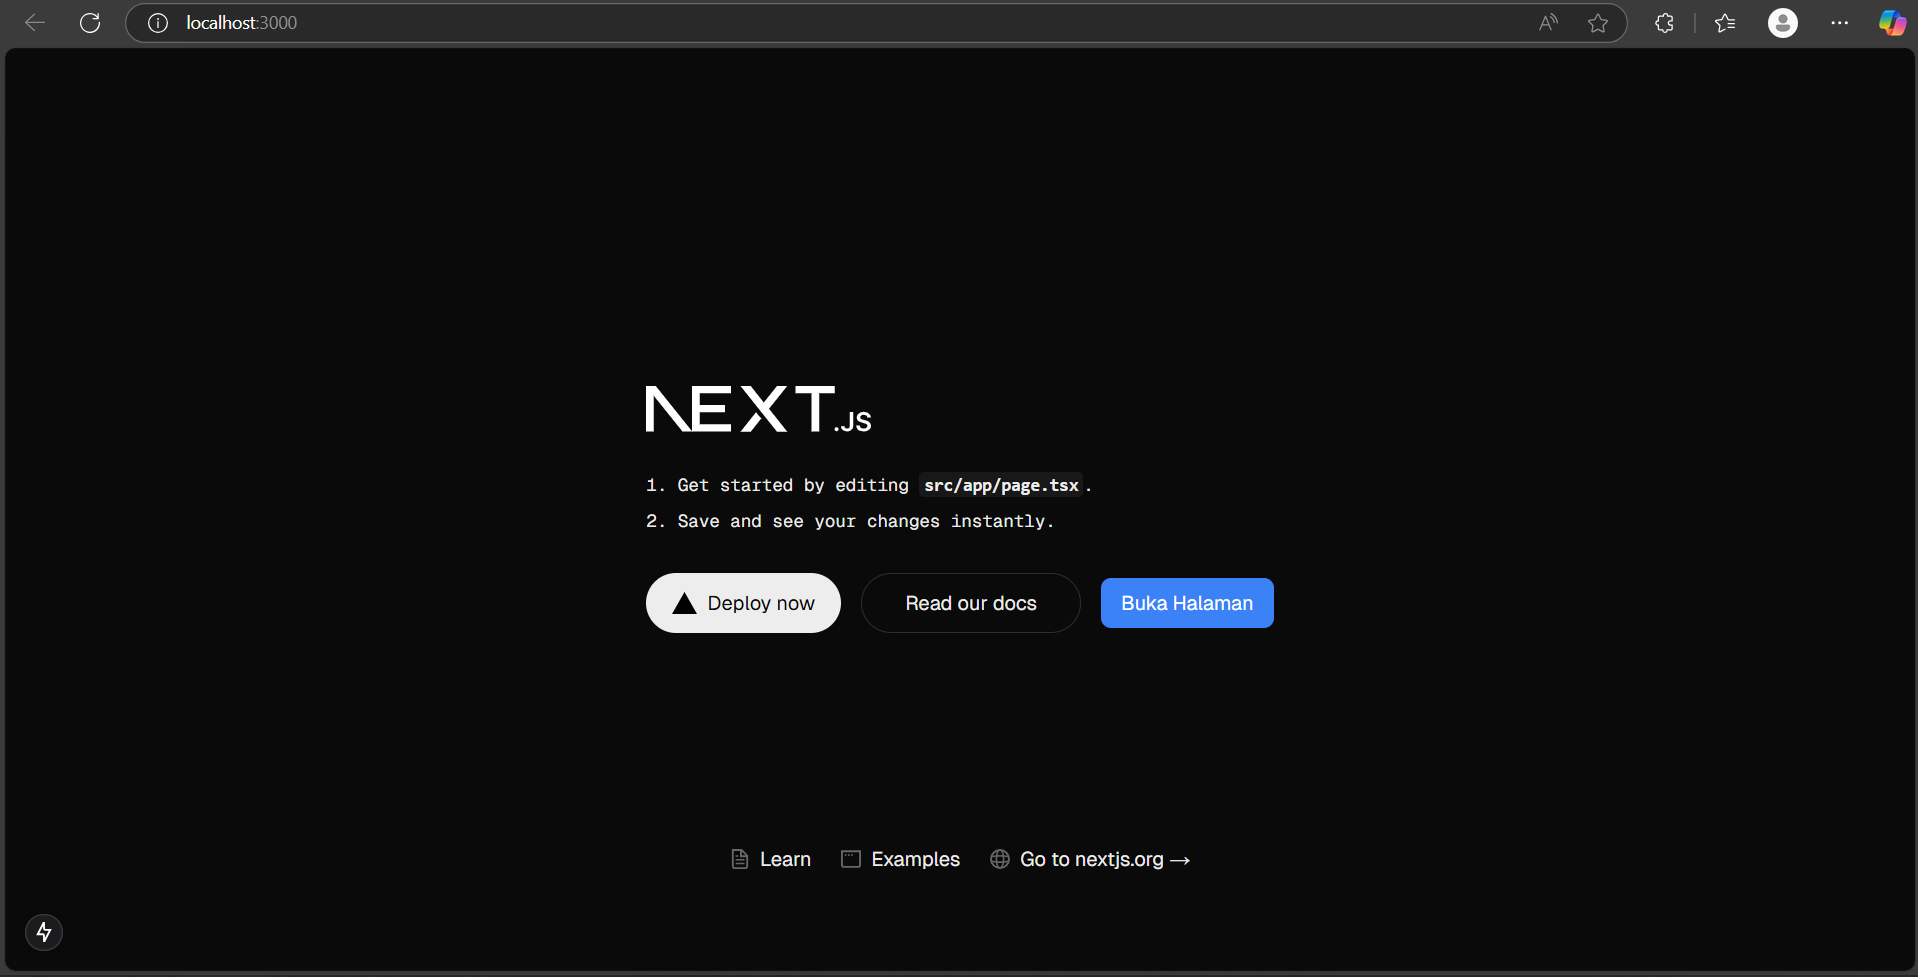 localhost:3000
NEXT.JS
1. Get started by editing src/app/page.tsx.
2. Save and see your changes instantly.
Deploy now
Read our docs
Buka Halaman
Learn
Examples
Go to nextjs.org →